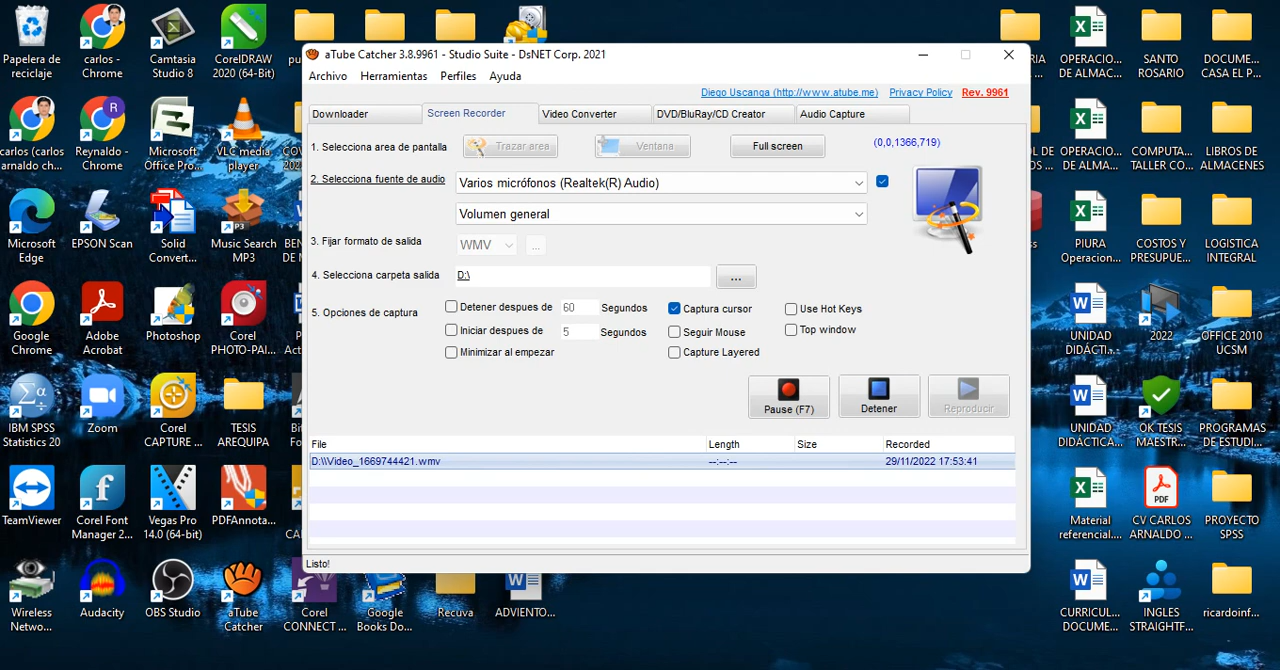 aTube Catcher 3.8.9961 - Studio Suite - DsNET Corp. 2021
Archivo Herramientas Perfiles Ayuda
Diego Uscanga (http://www.atube.me) Privacy Policy Rev. 9961
Downloader Screen Recorder Video Converter DVD/BluRay/CD Creator Audio Capture
1. Selecciona area de pantalla Trazar area Ventana Full screen (0,0,1366,719)
2. Selecciona fuente de audio Varios micrófonos (Realtek(R) Audio)
Volumen general
3. Fijar formato de salida WMV ...
4. Selecciona carpeta salida D:\ ...
5. Opciones de captura
Detener despues de 60 Segundos Captura cursor Use Hot Keys
Iniciar despues de 5 Segundos Seguir Mouse Top window
Minimizar al empezar Capture Layered
Pause (F7) Detener Reproducir
File Length Size Recorded
D:\\Video_1669744421.wmv --:--:-- 29/11/2022 17:53:41
Listo!
Papelera de
reciclaje
carlos -
Chrome
Camtasia
Studio 8
CorelDRAW
2020 (64-Bit)
carlos (carlos
arnaldo ch...
Reynaldo -
Chrome
Microsoft
Office Pro...
VLC media
player
Microsoft
Edge
EPSON Scan
Solid
Convert...
Music Search
MP3
Google
Chrome
Adobe
Acrobat
Photoshop
Corel
PHOTO-PAI...
IBM SPSS
Statistics 20
Zoom
Corel
CAPTURE ...
TESIS
AREQUIPA
TeamViewer
Corel Font
Manager 2...
Vegas Pro
14.0 (64-bit)
PDFAnnota...
Wireless
Netwo...
Audacity
OBS Studio
aTube
Catcher
Corel
CONNECT ...
Google
Books Do...
Recuva
ADVIENTO...
OPERACIO...
DE ALMAC...
SANTO
ROSARIO
DOCUME...
CASA EL P...
OPERACIO...
DE ALMA...
COMPUTA...
TALLER CO...
LIBROS DE
ALMACENES
PIURA
Operacion...
COSTOS Y
PRESUPUE...
LOGISTICA
INTEGRAL
UNIDAD
DIDÁCTI...
2022
OFFICE 2010
UCSM
UNIDAD
DIDÁCTICA...
OK TESIS
MAESTR...
PROGRAMAS
DE ESTUDI...
Material
referencial....
PDF
CV CARLOS
ARNALDO ...
PROYECTO
SPSS
CURRICUL...
DOCUME...
INGLES
STRAIGHTF...
ricardoinf...